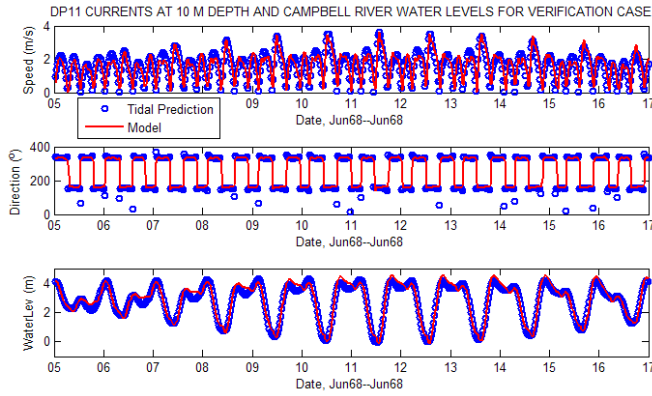 DP11 CURRENTS AT 10 M DEPTH AND CAMPBELL RIVER WATER LEVELS FOR VERIFICATION CASE
Speed (m/s)
4
2
0
05 06 07 08 09 10 11 12 13 14 15 16 17
Date, Jun68--Jun68
Tidal Prediction
Model
Direction (º)
400
200
0
05 06 07 08 09 10 11 12 13 14 15 16 17
Date, Jun68--Jun68
WaterLev (m)
4
2
0
05 06 07 08 09 10 11 12 13 14 15 16 17
Date, Jun68--Jun68